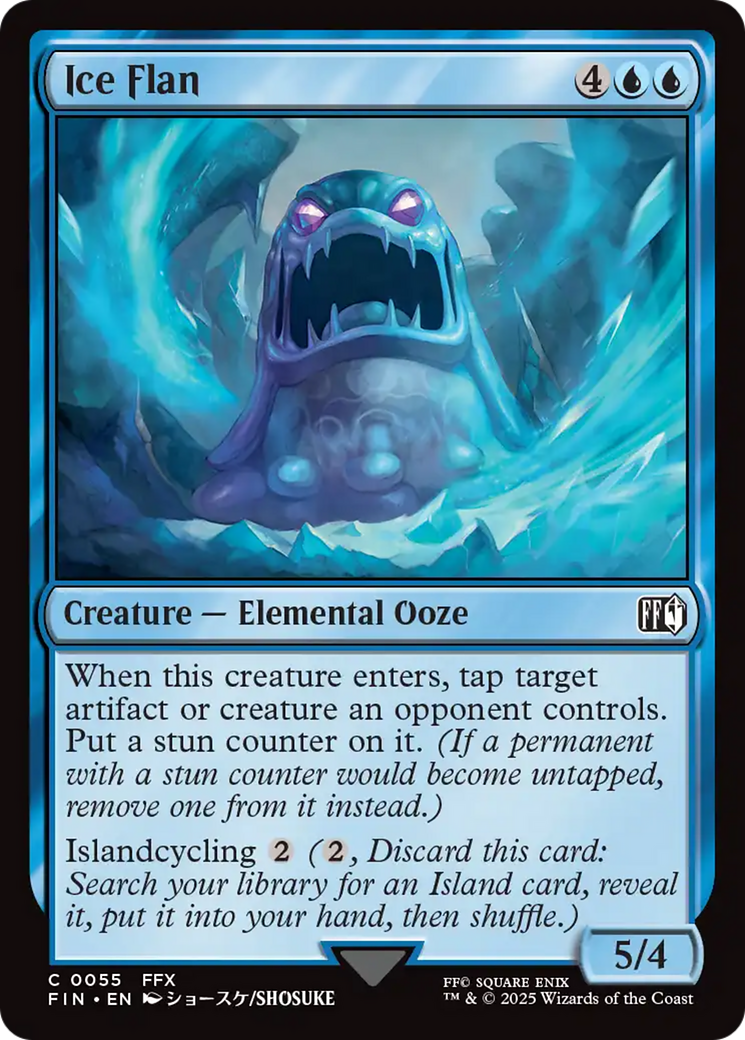 Ice Flan 4
Creature — Elemental Ooze FF
When this creature enters, tap target
artifact or creature an opponent controls.
Put a stun counter on it. (If a permanent
with a stun counter would become untapped,
remove one from it instead.)
Islandcycling 2 (2, Discard this card:
Search your library for an Island card, reveal
it, put it into your hand, then shuffle.)
5/4
C 0055 FFX
FIN • EN ショースケ/SHOSUKE
FF© SQUARE ENIX
™ & © 2025 Wizards of the Coast